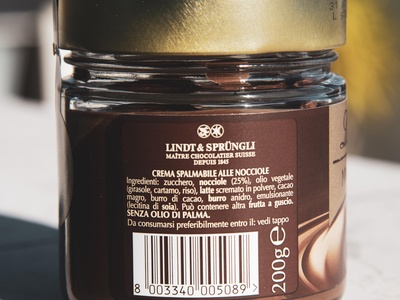 LINDT & SPRÜNGLI
MAÎTRE CHOCOLATIER SUISSE
DEPUIS 1845
CREMA SPALMABILE ALLE NOCCIOLE
Ingredienti: zucchero, nocciole (25%), olio vegetale
(girasole, cartamo, riso), latte scremato in polvere, cacao
magro, burro di cacao, burro anidro, emulsionante
(lecitina di soia). Può contenere altra frutta a guscio.
SENZA OLIO DI PALMA.
Da consumarsi preferibilmente entro il: vedi tappo
8 003340 005089 >
200g e